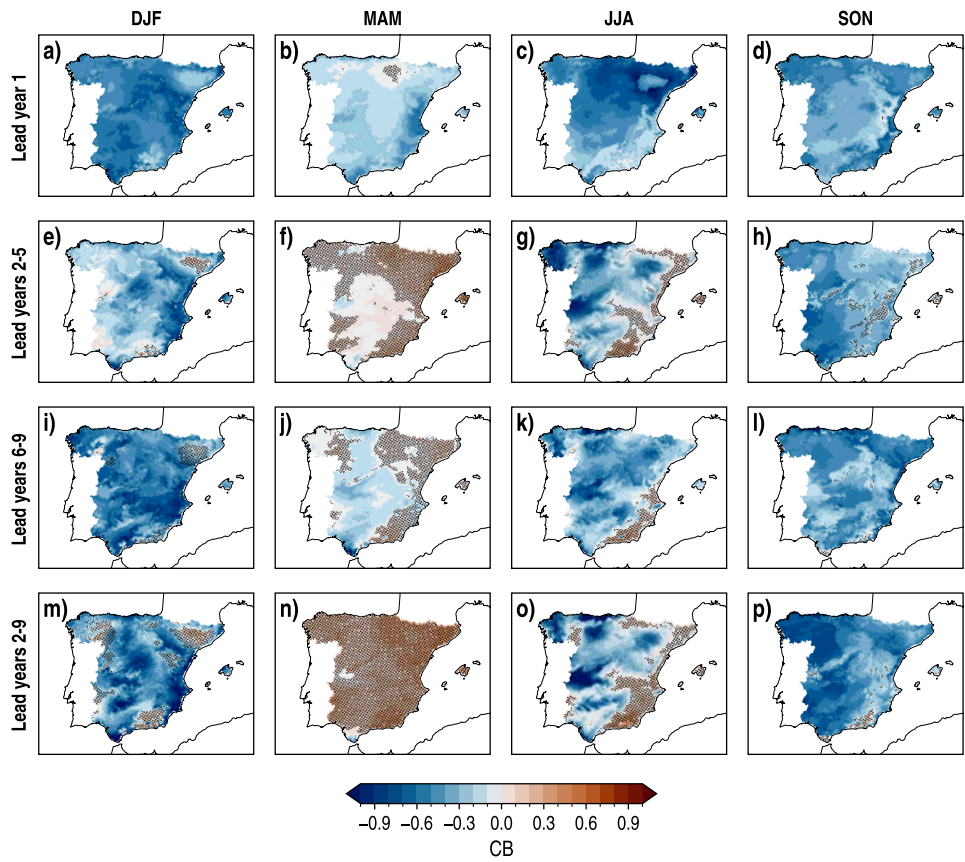 DJF MAM JJA SON
Lead year 1
a) b) c) d)
Lead years 2-5
e) f) g) h)
Lead years 6-9
i) j) k) l)
Lead years 2-9
m) n) o) p)
−0.9 −0.6 −0.3 0.0 0.3 0.6 0.9
CB